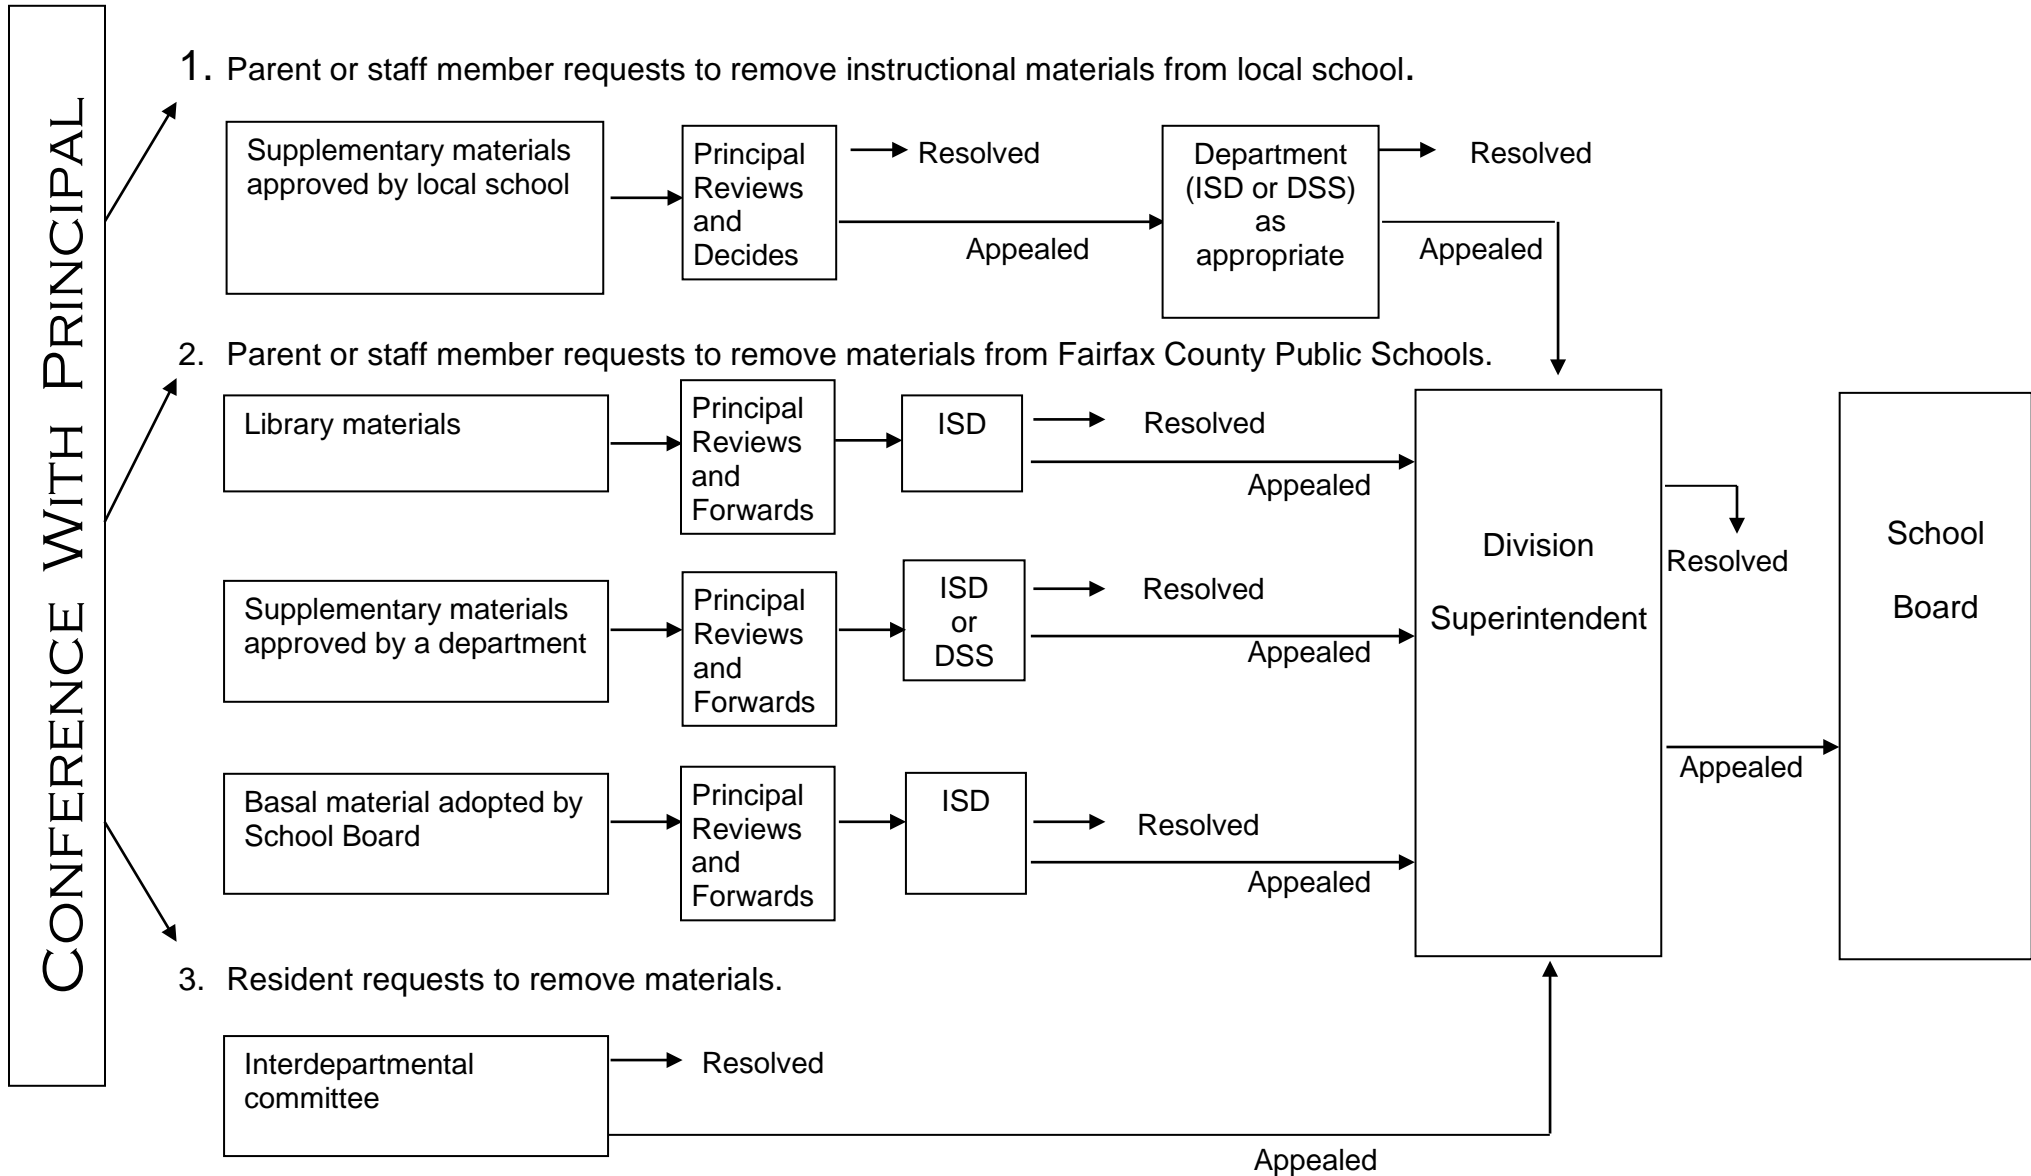 CONFERENCE WITH PRINCIPAL
1. Parent or staff member requests to remove instructional materials from local school.
Supplementary materials
approved by local school
Principal
Reviews
and
Decides
Resolved
Appealed
Department
(ISD or DSS)
as
appropriate
Resolved
Appealed
2. Parent or staff member requests to remove materials from Fairfax County Public Schools.
Library materials
Principal
Reviews
and
Forwards
ISD
Resolved
Appealed
Supplementary materials
approved by a department
Principal
Reviews
and
Forwards
ISD
or
DSS
Resolved
Appealed
Basal material adopted by
School Board
Principal
Reviews
and
Forwards
ISD
Resolved
Appealed
Division
Superintendent
Resolved
Appealed
School
Board
3. Resident requests to remove materials.
Interdepartmental
committee
Resolved
Appealed